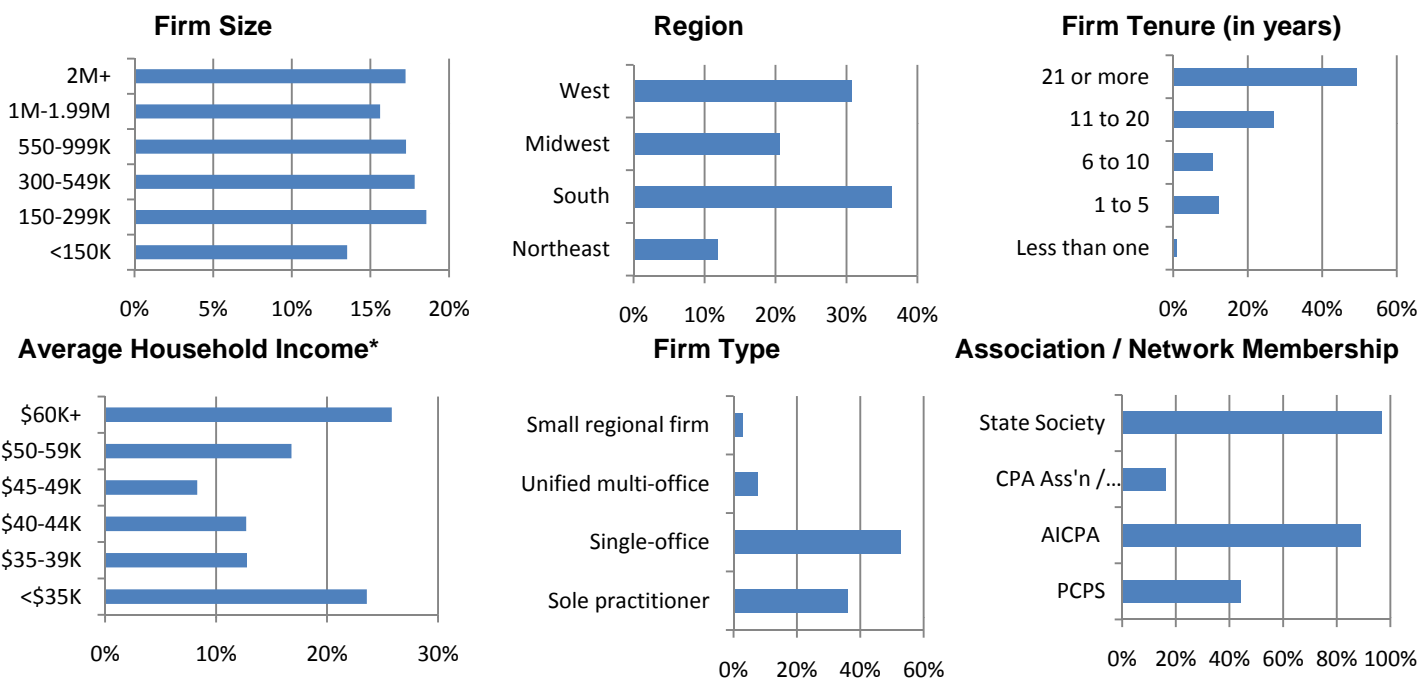 Firm Size
2M+
1M-1.99M
550-999K
300-549K
150-299K
<150K
0% 5% 10% 15% 20%
Region
West
Midwest
South
Northeast
0% 10% 20% 30% 40%
Firm Tenure (in years)
21 or more
11 to 20
6 to 10
1 to 5
Less than one
0% 20% 40% 60%
Average Household Income*
$60K+
$50-59K
$45-49K
$40-44K
$35-39K
<$35K
0% 10% 20% 30%
Firm Type
Small regional firm
Unified multi-office
Single-office
Sole practitioner
0% 20% 40% 60%
Association / Network Membership
State Society
CPA Ass'n /...
AICPA
PCPS
0% 20% 40% 60% 80% 100%